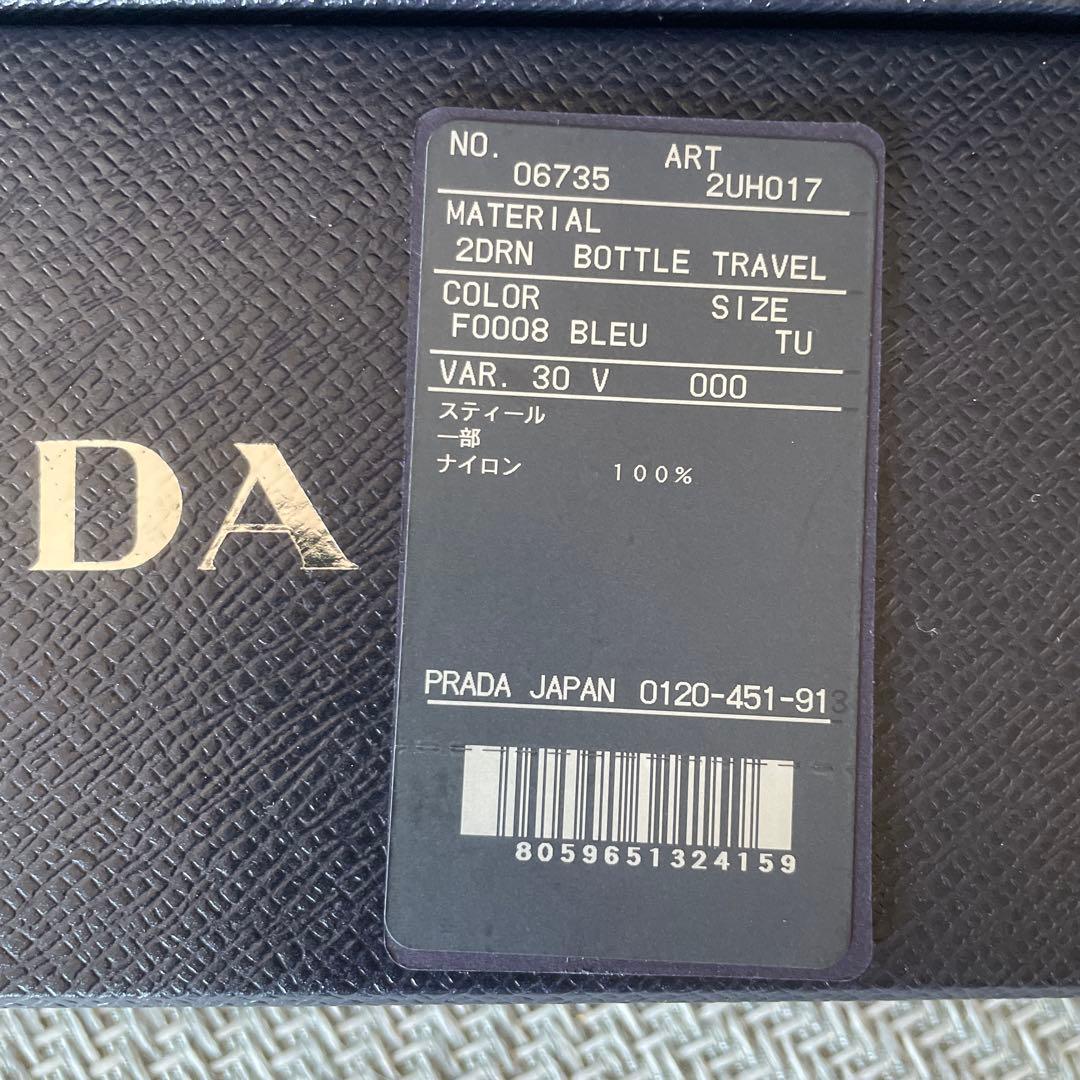 DA
NO. ART
06735 2UH017
MATERIAL
2DRN BOTTLE TRAVEL
COLOR SIZE
F0008 BLEU TU
VAR. 30 V 000
スティール
一部
ナイロン 100%
PRADA JAPAN 0120-451-913
8059651324159